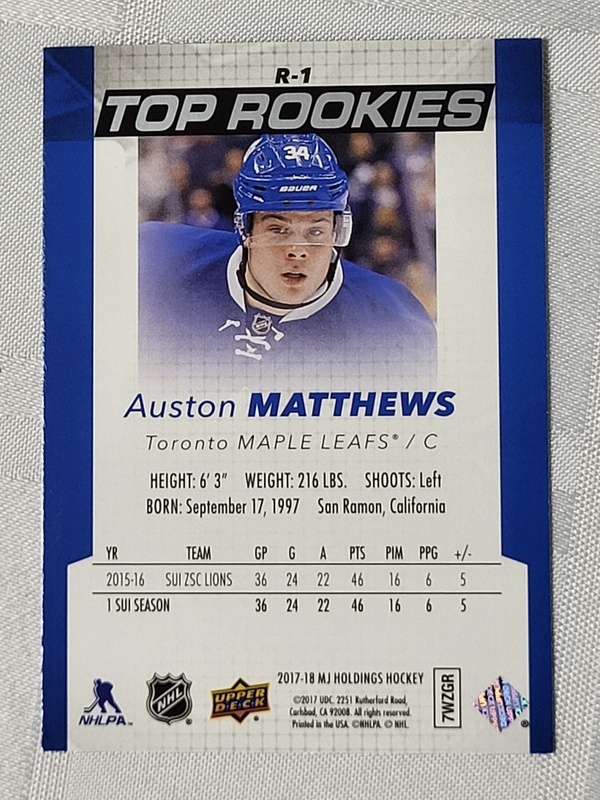 R-1
TOP ROOKIES
34
BAUER
NHL
Auston MATTHEWS
Toronto MAPLE LEAFS® / C
HEIGHT: 6' 3" WEIGHT: 216 LBS. SHOOTS: Left
BORN: September 17, 1997 San Ramon, California
YR TEAM GP G A PTS PIM PPG +/-
2015-16 SUI ZSC LIONS 36 24 22 46 16 6 5
1 SUI SEASON 36 24 22 46 16 6 5
2017-18 MJ HOLDINGS HOCKEY
©2017 UDC. 2251 Rutherford Road,
Carlsbad, CA 92008. All rights reserved.
Printed in the USA. ©NHLPA. © NHL.
NHLPA™
NHL
®
UPPER
DECK
®
7WZGR
®